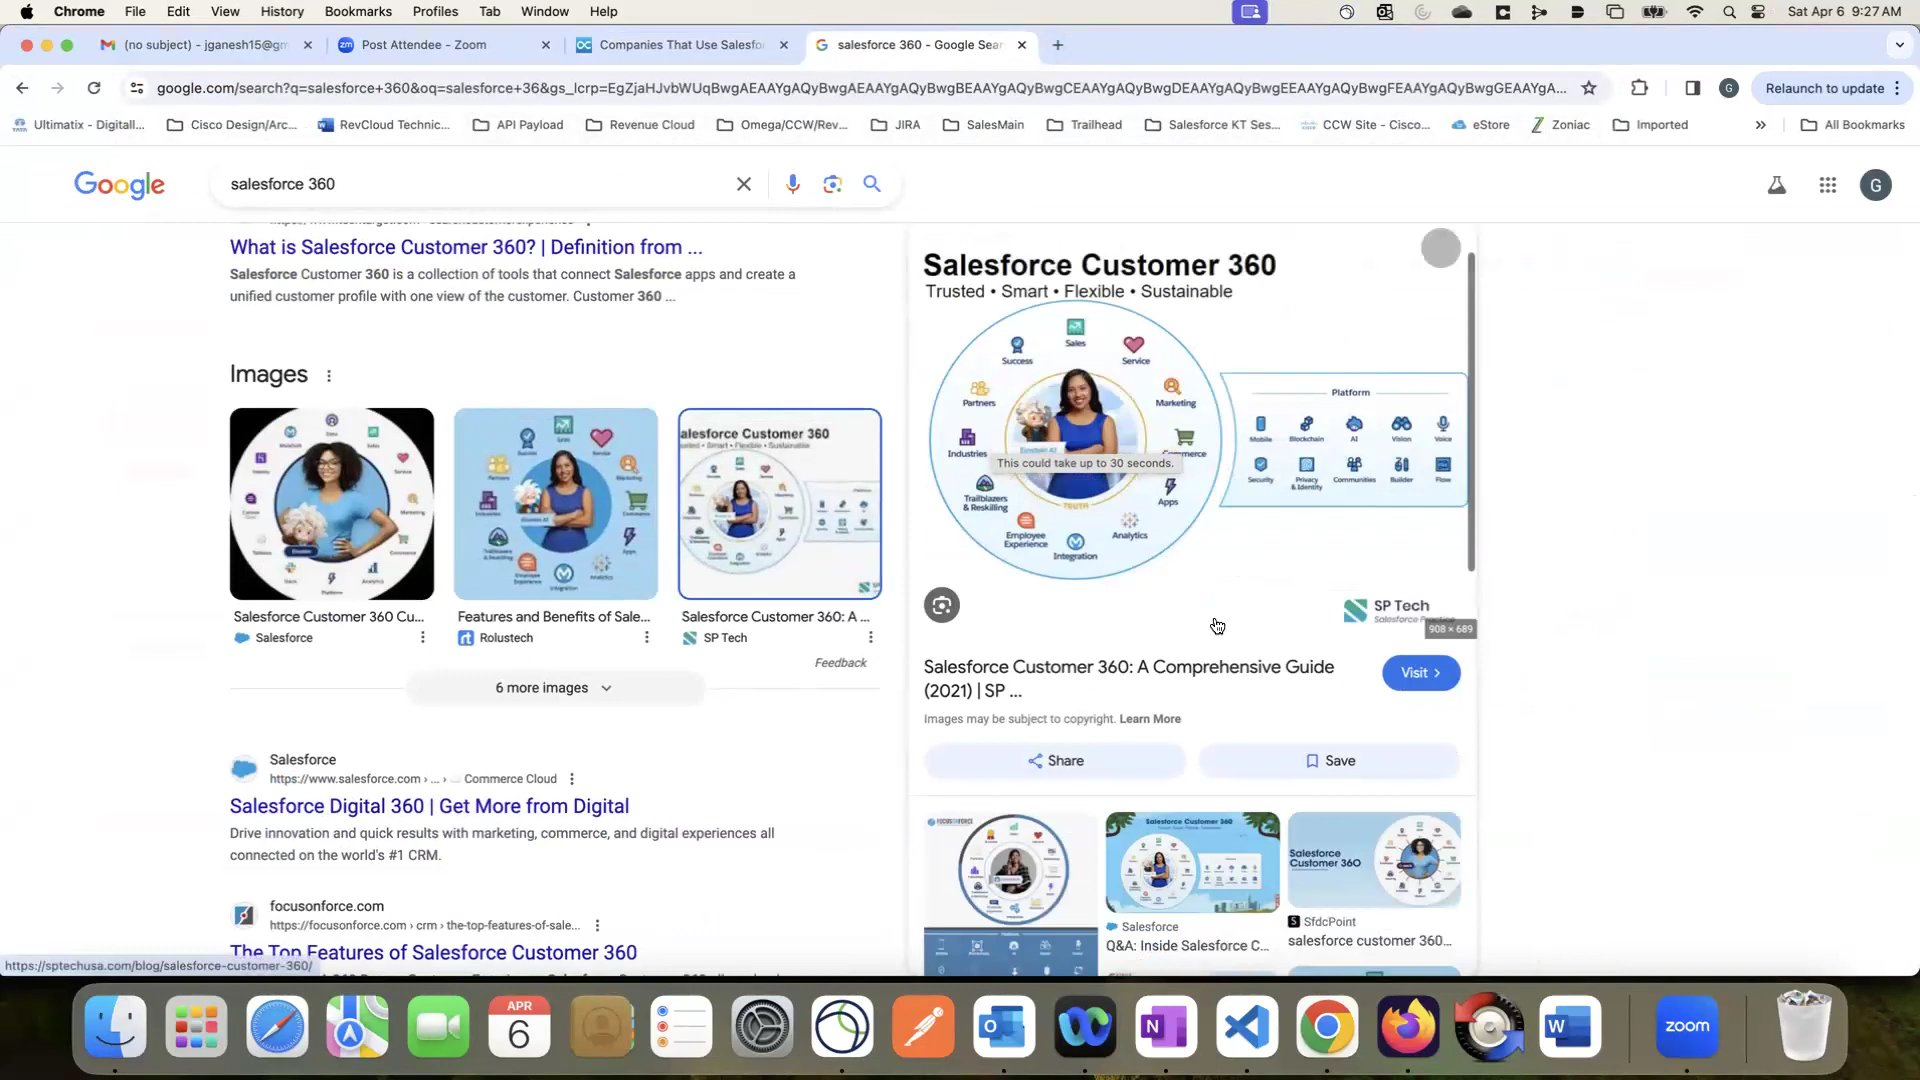 Chrome File Edit View History Bookmarks Profiles Tab Window Help Sat Apr 6 9:27 AM
(no subject) - jganesh15@gm
Post Attendee - Zoom
Companies That Use Salesfo
salesforce 360 - Google Sear
google.com/search?q=salesforce+360&oq=salesforce+36&gs_lcrp=EgZjaHJvbWUqBwgAEAAYgAQyBwgAEAAYgAQyBwgBEAAYgAQyBwgCEAAYgAQyBwgDEAAYgAQyBwgEEAAYgAQyBwgFEAAYgAQyBwgGEAAYgA...
Relaunch to update
Ultimatix - Digitall... Cisco Design/Arc... RevCloud Technic... API Payload Revenue Cloud Omega/CCW/Rev... JIRA SalesMain Trailhead Salesforce KT Ses... CCW Site - Cisco... eStore Zoniac Imported » All Bookmarks
Google
salesforce 360
G
What is Salesforce Customer 360? | Definition from ...
Salesforce Customer 360 is a collection of tools that connect Salesforce apps and create a
unified customer profile with one view of the customer. Customer 360 ...
Images
alesforce Customer 360
Salesforce Customer 360 Cu...
Salesforce
Features and Benefits of Sale...
Rolustech
Salesforce Customer 360: A ...
SP Tech
Feedback
6 more images
Salesforce
https://www.salesforce.com › ... › Commerce Cloud
Salesforce Digital 360 | Get More from Digital
Drive innovation and quick results with marketing, commerce, and digital experiences all
connected on the world's #1 CRM.
focusonforce.com
https://focusonforce.com › crm › the-top-features-of-sale...
The Top Features of Salesforce Customer 360
https://sptechusa.com/blog/salesforce-customer-360/
Salesforce Customer 360
Trusted • Smart • Flexible • Sustainable
Sales
Success
Service
Partners
Marketing
Industries
Commerce
Trailblazers
& Reskilling
Apps
Employee
Experience
Analytics
Integration
TRUTH
This could take up to 30 seconds.
Platform
Mobile Blockchain AI Vision Voice
Security Privacy & Identity Communities Builder Flow
SP Tech
Salesforce
908 × 689
Salesforce Customer 360: A Comprehensive Guide
(2021) | SP ...
Visit
Images may be subject to copyright. Learn More
Share
Save
FOCUSONFORCE
Salesforce Customer 360
Salesforce
Q&A: Inside Salesforce C...
Salesforce
Customer 360
SfdcPoint
salesforce customer 360...
APR
6
zoom